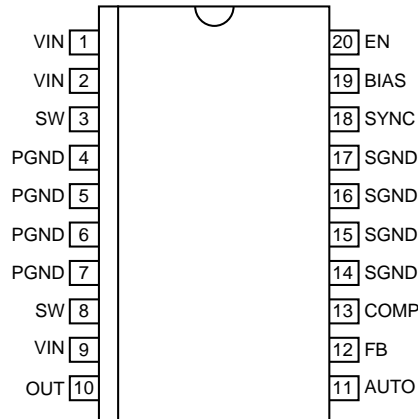 VIN 1 20 EN
VIN 2 19 BIAS
SW 3 18 SYNC
PGND 4 17 SGND
PGND 5 16 SGND
PGND 6 15 SGND
PGND 7 14 SGND
SW 8 13 COMP
VIN 9 12 FB
OUT 10 11 AUTO